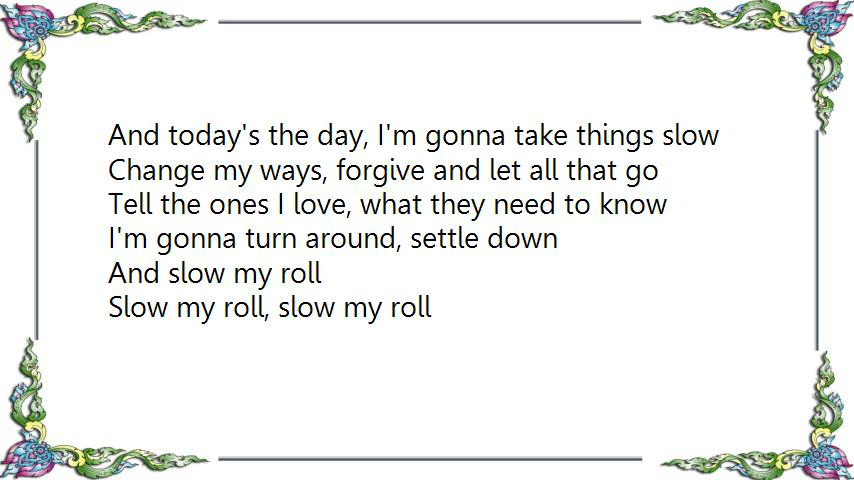 And today's the day, I'm gonna take things slow
Change my ways, forgive and let all that go
Tell the ones I love, what they need to know
I'm gonna turn around, settle down
And slow my roll
Slow my roll, slow my roll